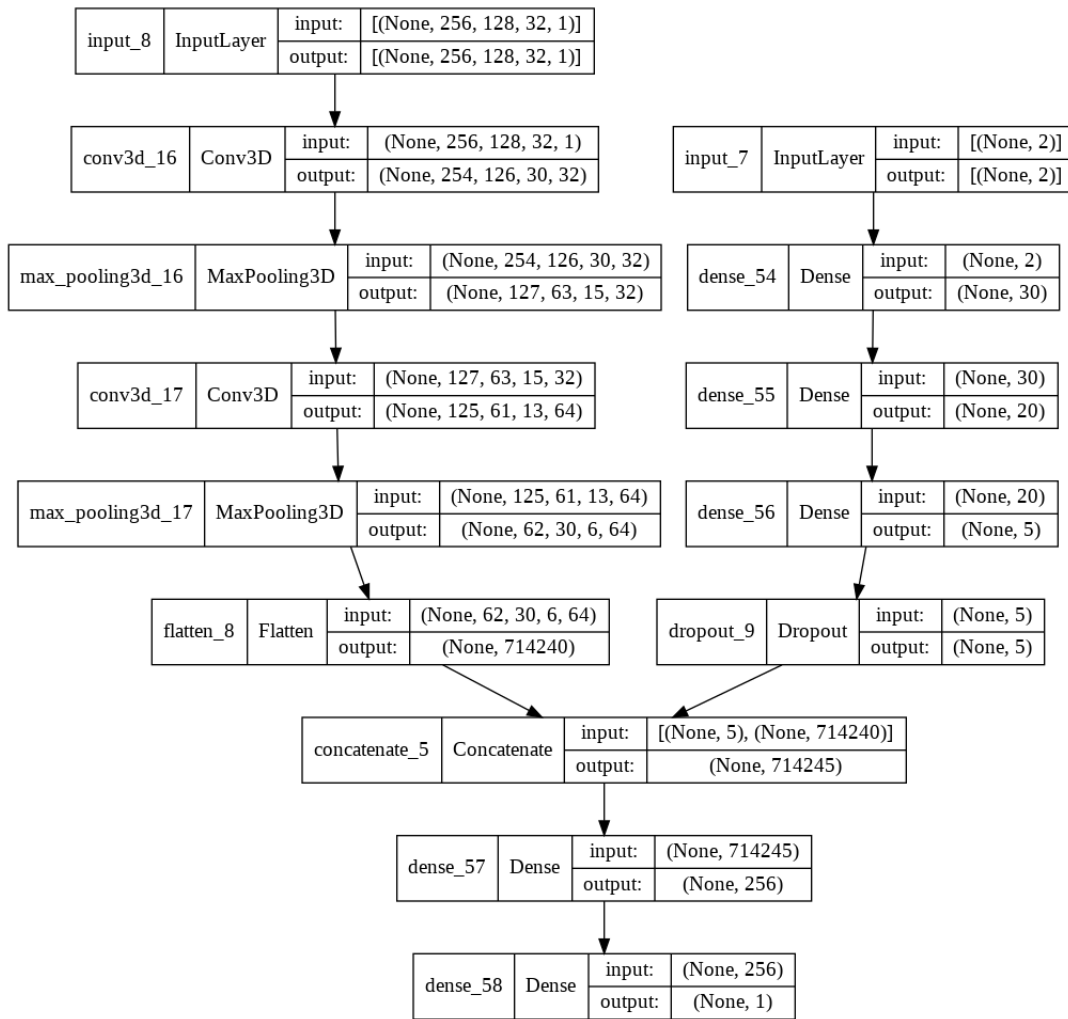 input_8 InputLayer input: [(None, 256, 128, 32, 1)]
output: [(None, 256, 128, 32, 1)]
conv3d_16 Conv3D input: (None, 256, 128, 32, 1)
output: (None, 254, 126, 30, 32)
input_7 InputLayer input: [(None, 2)]
output: [(None, 2)]
max_pooling3d_16 MaxPooling3D input: (None, 254, 126, 30, 32)
output: (None, 127, 63, 15, 32)
dense_54 Dense input: (None, 2)
output: (None, 30)
conv3d_17 Conv3D input: (None, 127, 63, 15, 32)
output: (None, 125, 61, 13, 64)
dense_55 Dense input: (None, 30)
output: (None, 20)
max_pooling3d_17 MaxPooling3D input: (None, 125, 61, 13, 64)
output: (None, 62, 30, 6, 64)
dense_56 Dense input: (None, 20)
output: (None, 5)
flatten_8 Flatten input: (None, 62, 30, 6, 64)
output: (None, 714240)
dropout_9 Dropout input: (None, 5)
output: (None, 5)
concatenate_5 Concatenate input: [(None, 5), (None, 714240)]
output: (None, 714245)
dense_57 Dense input: (None, 714245)
output: (None, 256)
dense_58 Dense input: (None, 256)
output: (None, 1)